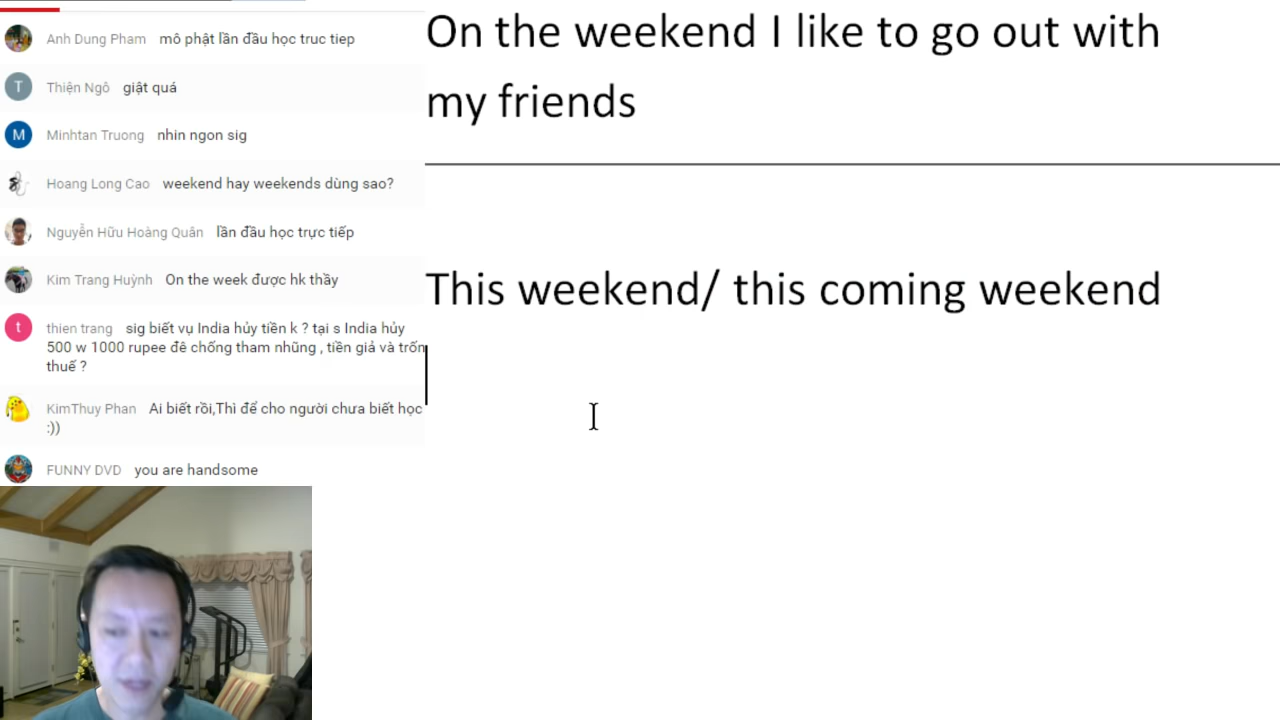 Anh Dung Pham mô phật lần đầu học truc tiep
T
Thiện Ngô giật quá
M
Minhtan Truong nhin ngon sig
Hoang Long Cao weekend hay weekends dùng sao?
Nguyễn Hữu Hoàng Quân lần đầu học trực tiếp
Kim Trang Huỳnh On the week được hk thầy
t
thien trang sig biết vụ India hủy tiền k ? tại s India hủy
500 w 1000 rupee đê chống tham nhũng , tiền giả và trốn
thuế ?
KimThuy Phan Ai biết rồi,Thì để cho người chưa biết học
:))
FUNNY DVD you are handsome
On the weekend I like to go out with
my friends
This weekend/ this coming weekend